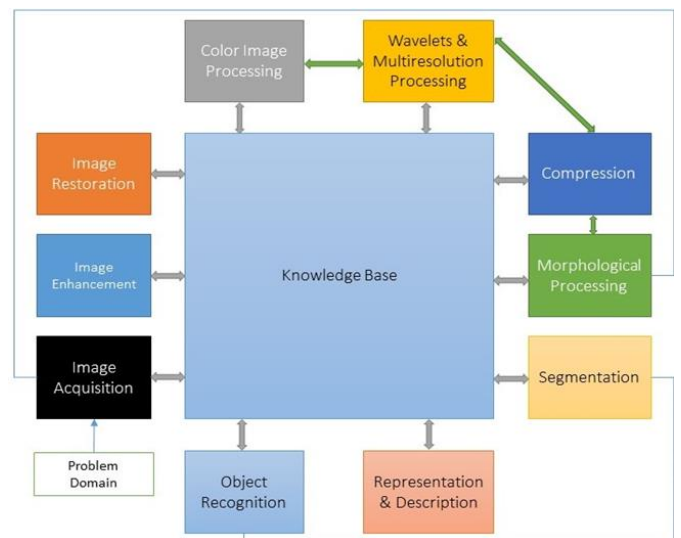 Color Image
Processing
Wavelets &
Multiresolution
Processing
Image
Restoration
Compression
Image
Enhancement
Knowledge Base
Morphological
Processing
Image
Acquisition
Segmentation
Problem
Domain
Object
Recognition
Representation
& Description